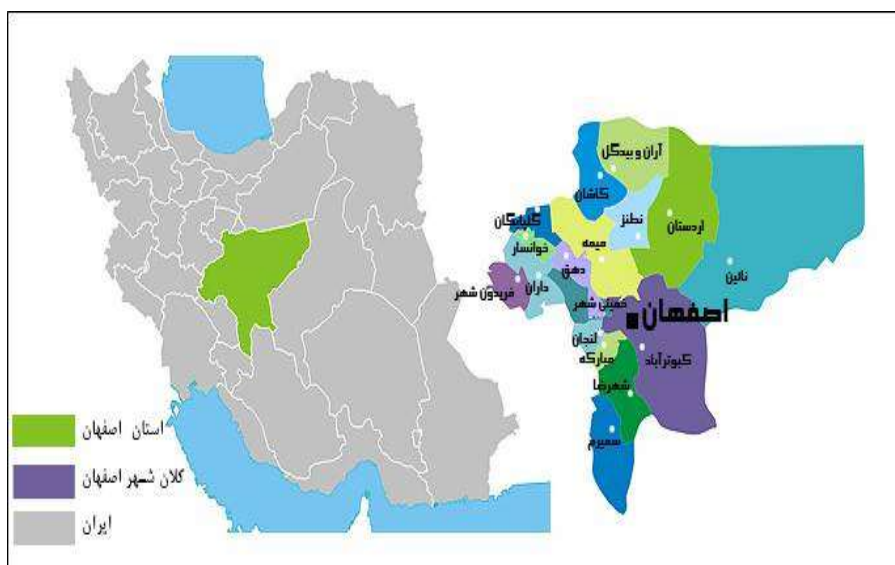 آران و بیدگل
کاشان
گلپایگان
نطنز
اردستان
خوانسار
میمه
دهق
نائین
فریدون شهر
داران
خمینی شهر
اصفهان
لنجان
مبارکه
کبوترآباد
شهرضا
سمیرم
استان اصفهان
کلان شهر اصفهان
ایران